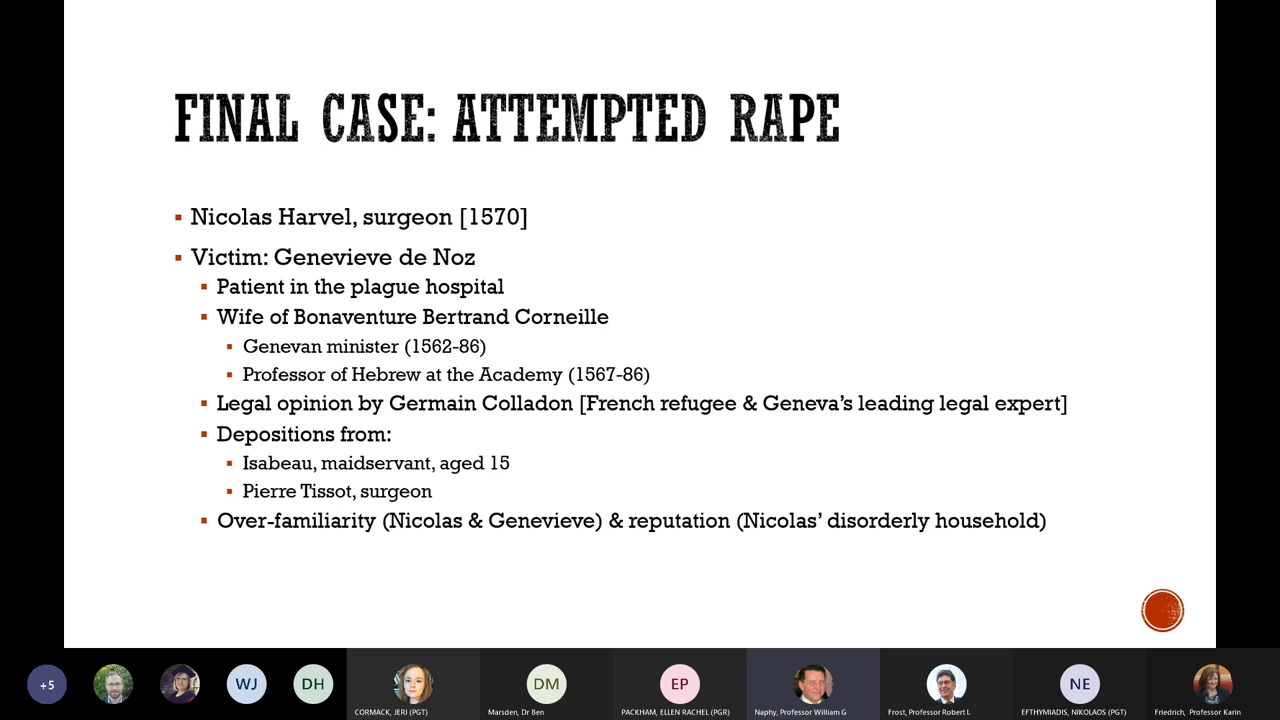 FINAL CASE: ATTEMPTED RAPE
Nicolas Harvel, surgeon [1570]
Victim: Genevieve de Noz
Patient in the plague hospital
Wife of Bonaventure Bertrand Corneille
Genevan minister (1562-86)
Professor of Hebrew at the Academy (1567-86)
Legal opinion by Germain Colladon [French refugee & Geneva's leading legal expert]
Depositions from:
Isabeau, maidservant, aged 15
Pierre Tissot, surgeon
Over-familiarity (Nicolas & Genevieve) & reputation (Nicolas' disorderly household)
+5
WJ
DH
DM
EP
NE
CORMACK, JERI (PGT)
Marsden, Dr Ben
PACKHAM, ELLEN RACHEL (PGR)
Naphy, Professor William G
Frost, Professor Robert I.
EFTHYMIADIS, NIKOLAOS (PGT)
Friedrich, Professor Karin